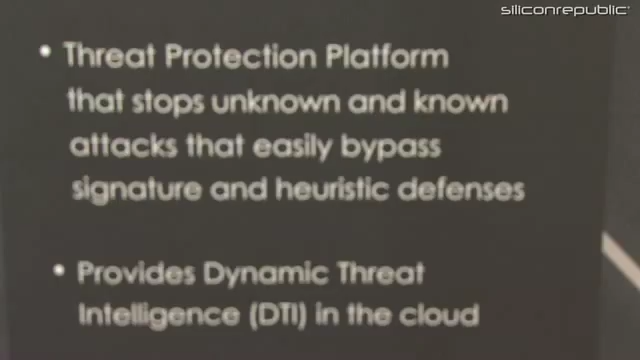 siliconrepublic
• Threat Protection Platform
that stops unknown and known
attacks that easily bypass
signature and heuristic defenses
• Provides Dynamic Threat
Intelligence (DTI) in the cloud